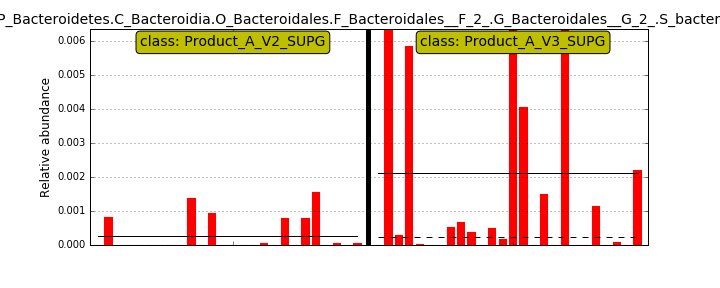 P_Bacteroidetes.C_Bacteroidia.O_Bacteroidales.F_Bacteroidales__F_2_.G_Bacteroidales__G_2_.S_bacter
class: Product_A_V2_SUPG
class: Product_A_V3_SUPG
Relative abundance
0.006
0.005
0.004
0.003
0.002
0.001
0.000